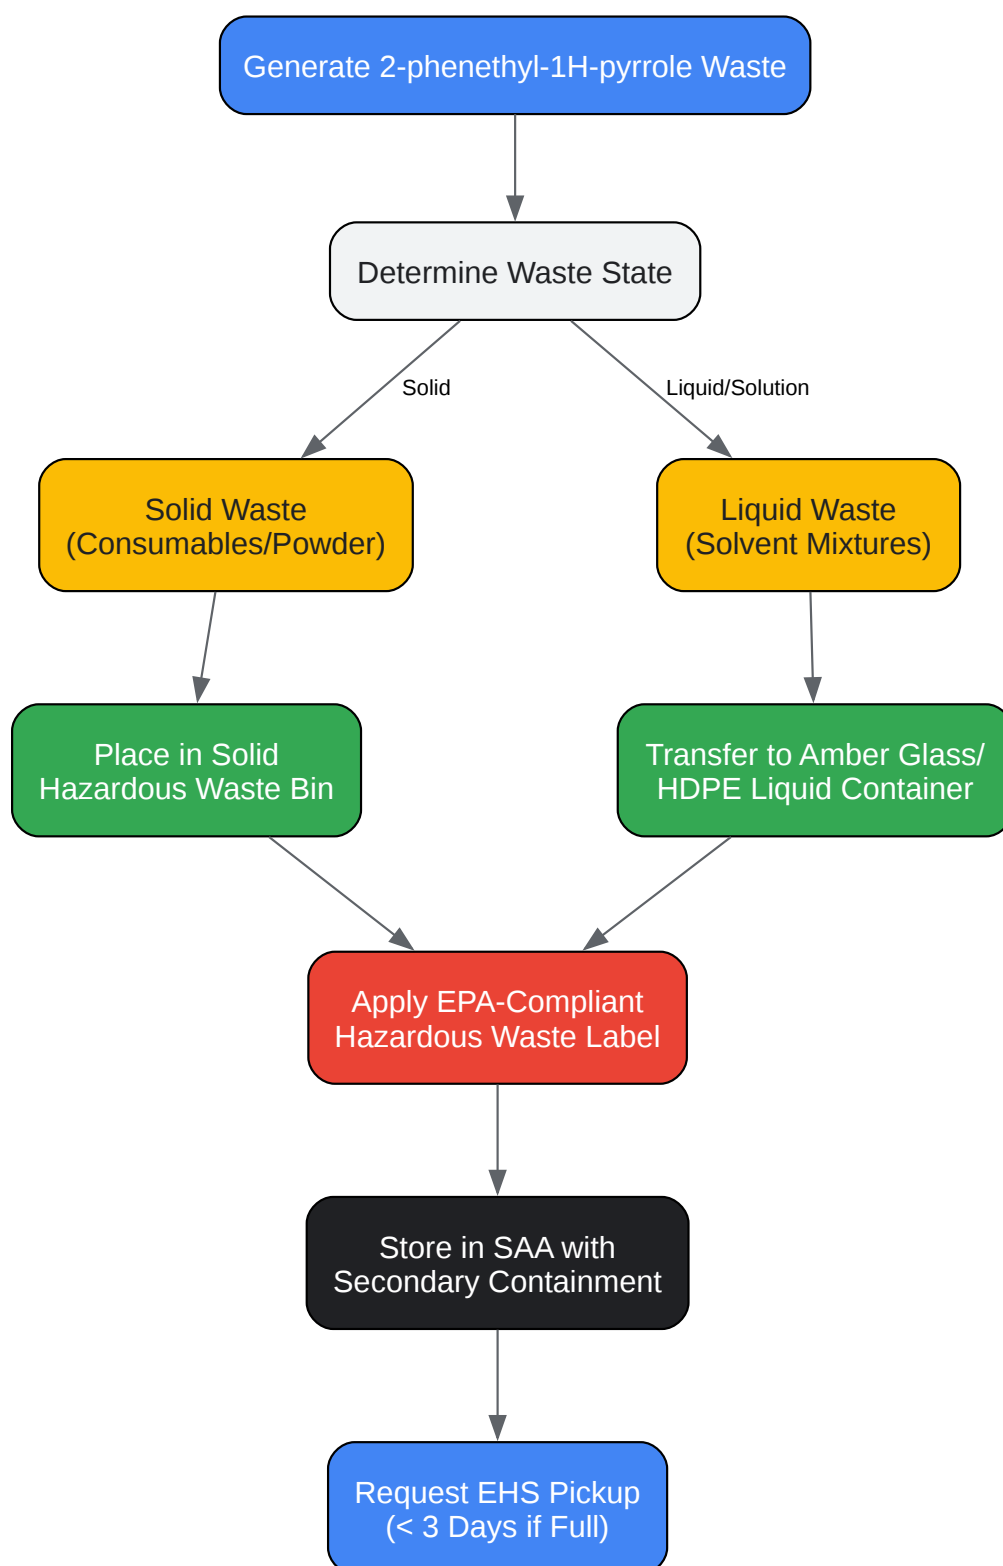 Generate 2-phenethyl-1H-pyrrole Waste
Determine Waste State
Solid
Liquid/Solution
Solid Waste
(Consumables/Powder)
Liquid Waste
(Solvent Mixtures)
Place in Solid
Hazardous Waste Bin
Transfer to Amber Glass/
HDPE Liquid Container
Apply EPA-Compliant
Hazardous Waste Label
Store in SAA with
Secondary Containment
Request EHS Pickup
(< 3 Days if Full)